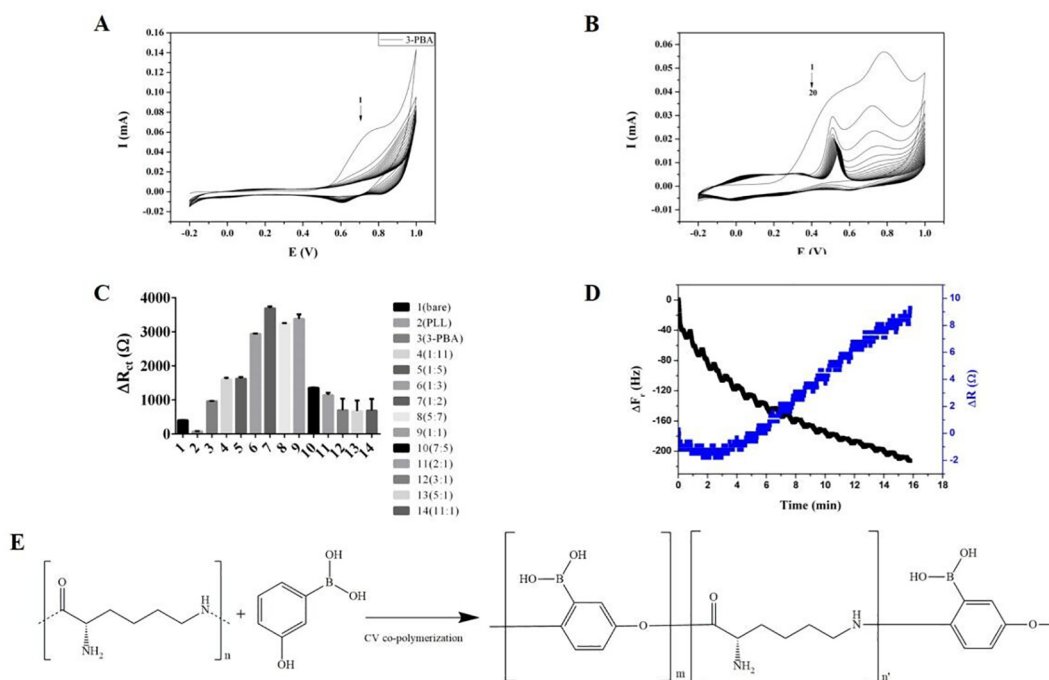 A
0.16
0.14
0.12
0.10
0.08
0.06
0.04
0.02
0.00
-0.02
I (mA)
3-PBA
1
-0.2 0.0 0.2 0.4 0.6 0.8 1.0
E (V)
B
0.06
0.05
0.04
0.03
0.02
0.01
0.00
-0.01
I (mA)
1
20
-0.2 0.0 0.2 0.4 0.6 0.8 1.0
E (V)
C
4000
3000
2000
1000
0
ΔRct (Ω)
1 2 3 4 5 6 7 8 9 10 11 12 13 14
1(bare)
2(PLL)
3(3-PBA)
4(1:11)
5(1:5)
6(1:3)
7(1:2)
8(5:7)
9(1:1)
10(7:5)
11(2:1)
12(3:1)
13(5:1)
14(11:1)
D
0
-40
-80
-120
-160
-200
ΔFr (Hz)
10
8
6
4
2
0
-2
ΔR (Ω)
0 2 4 6 8 10 12 14 16 18
Time (min)
E
O
H
N
NH2
n
+
OH
B
OH
OH
CV co-polymerization
OH
HO B
O
m
O
H
N
NH2
n'
OH
HO B
O